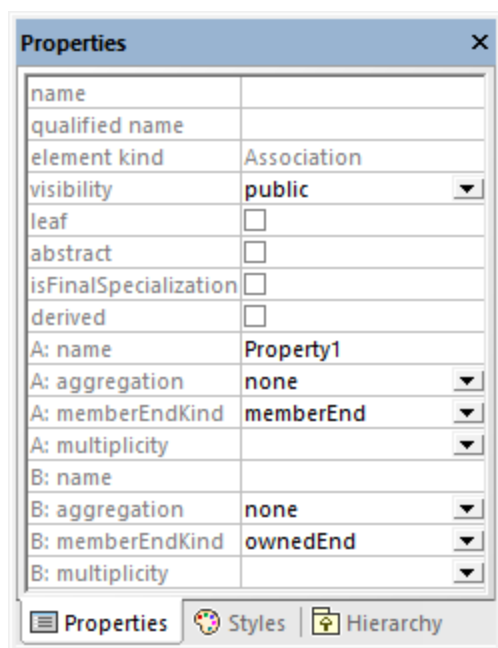 Properties
name
qualified name
element kind Association
visibility public
leaf
abstract
isFinalSpecialization
derived
A: name Property1
A: aggregation none
A: memberEndKind memberEnd
A: multiplicity
B: name
B: aggregation none
B: memberEndKind ownedEnd
B: multiplicity
Properties Styles Hierarchy